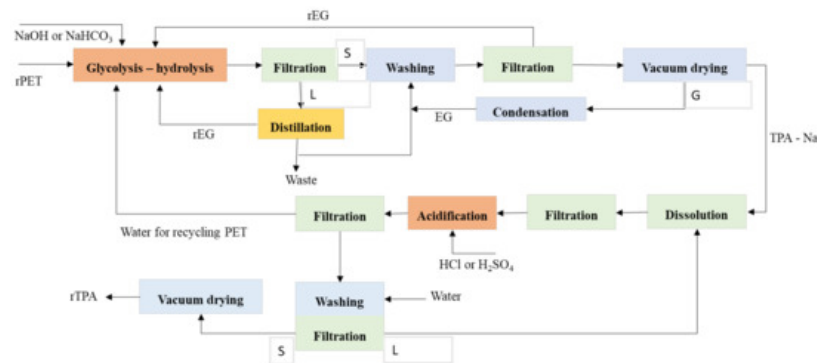 rEG
NaOH or NaHCO3
rPET
Glycolysis – hydrolysis
Filtration
S
Washing
Filtration
Vacuum drying
L
G
rEG
Distillation
EG
Condensation
TPA - Na
Waste
Water for recycling PET
Filtration
Acidification
Filtration
Dissolution
HCl or H2SO4
rTPA
Vacuum drying
Washing
Water
Filtration
S
L